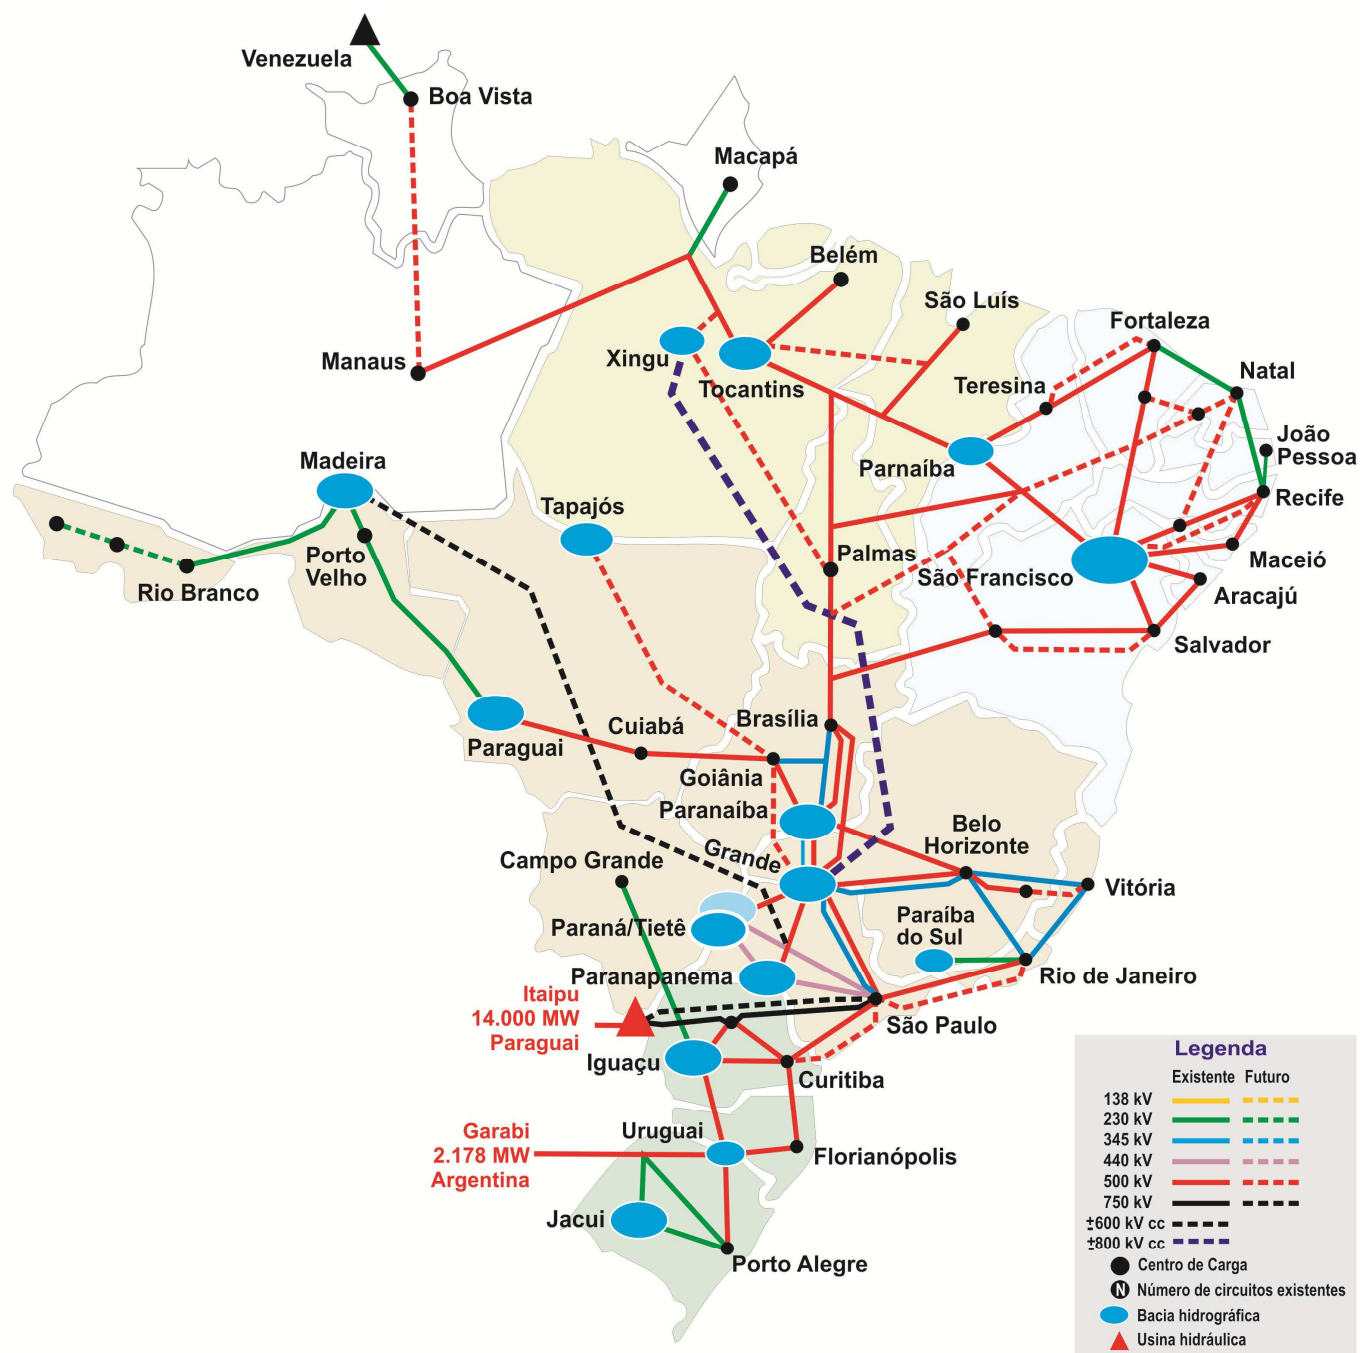 Venezuela
Boa Vista
Macapá
Belém
São Luís
Fortaleza
Manaus
Xingu
Tocantins
Teresina
Natal
João
Pessoa
Madeira
Parnaíba
Recife
Tapajós
Porto
Velho
Palmas
São Francisco
Maceió
Rio Branco
Aracajú
Salvador
Paraguai
Cuiabá
Brasília
Goiânia
Paranaíba
Grande
Belo
Horizonte
Campo Grande
Vitória
Paraná/Tietê
Paraíba
do Sul
Paranapanema
Rio de Janeiro
Itaipu
14.000 MW
Paraguai
São Paulo
Iguaçu
Curitiba
Garabi
2.178 MW
Argentina
Uruguai
Florianópolis
Jacui
Porto Alegre
Legenda
Existente Futuro
138 kV
230 kV
345 kV
440 kV
500 kV
750 kV
±600 kV cc
±800 kV cc
Centro de Carga
N Número de circuitos existentes
Bacia hidrográfica
Usina hidráulica